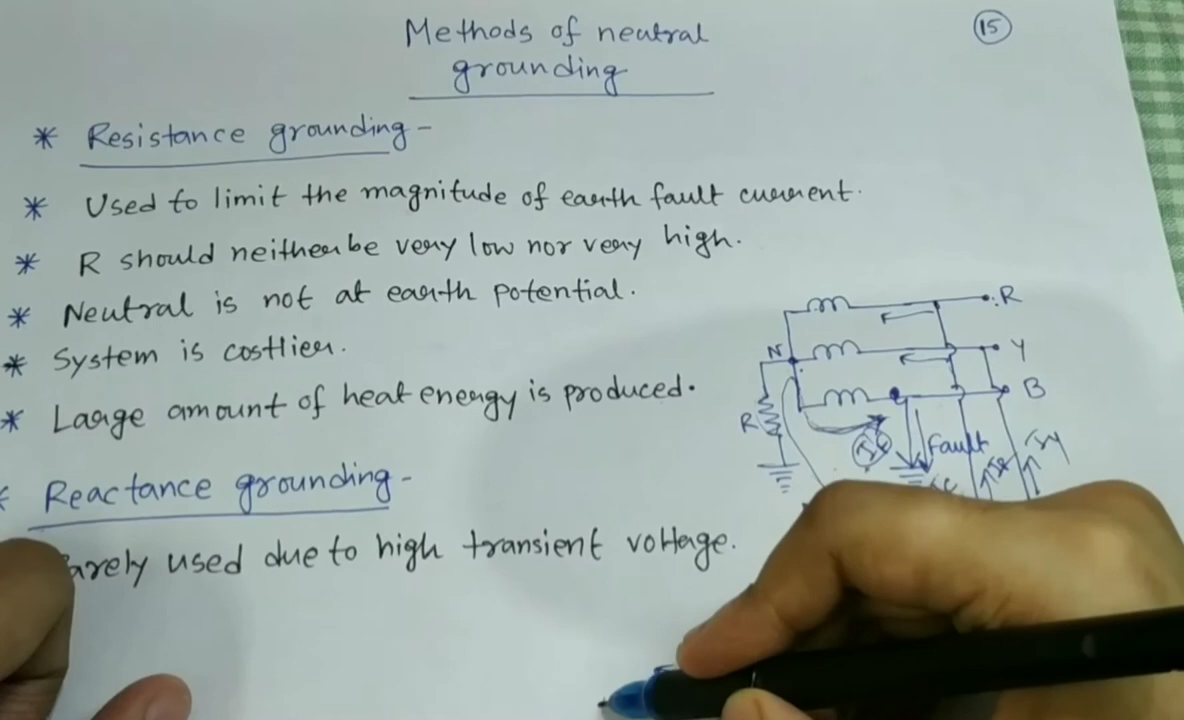 Methods of neutral
grounding
15
* Resistance grounding -
* Used to limit the magnitude of earth fault current.
* R should neither be very low nor very high.
* Neutral is not at earth potential.
* System is costlier.
* Large amount of heat energy is produced.
Reactance grounding -
arely used due to high transient voltage.
R
N
Y
B
R
Fault